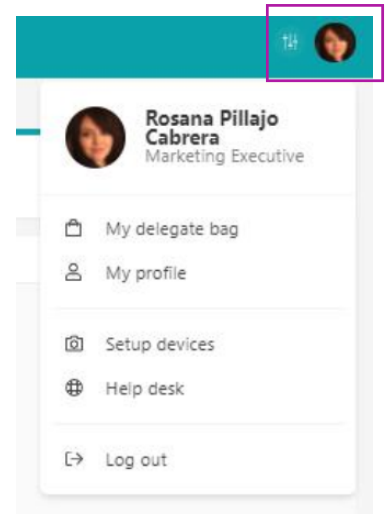 Rosana Pillajo
Cabrera
Marketing Executive
My delegate bag
My profile
Setup devices
Help desk
Log out